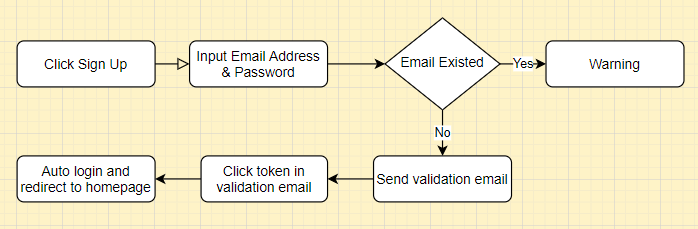 Click Sign Up
Input Email Address
& Password
Email Existed
Yes
Warning
No
Auto login and
redirect to homepage
Click token in
validation email
Send validation email